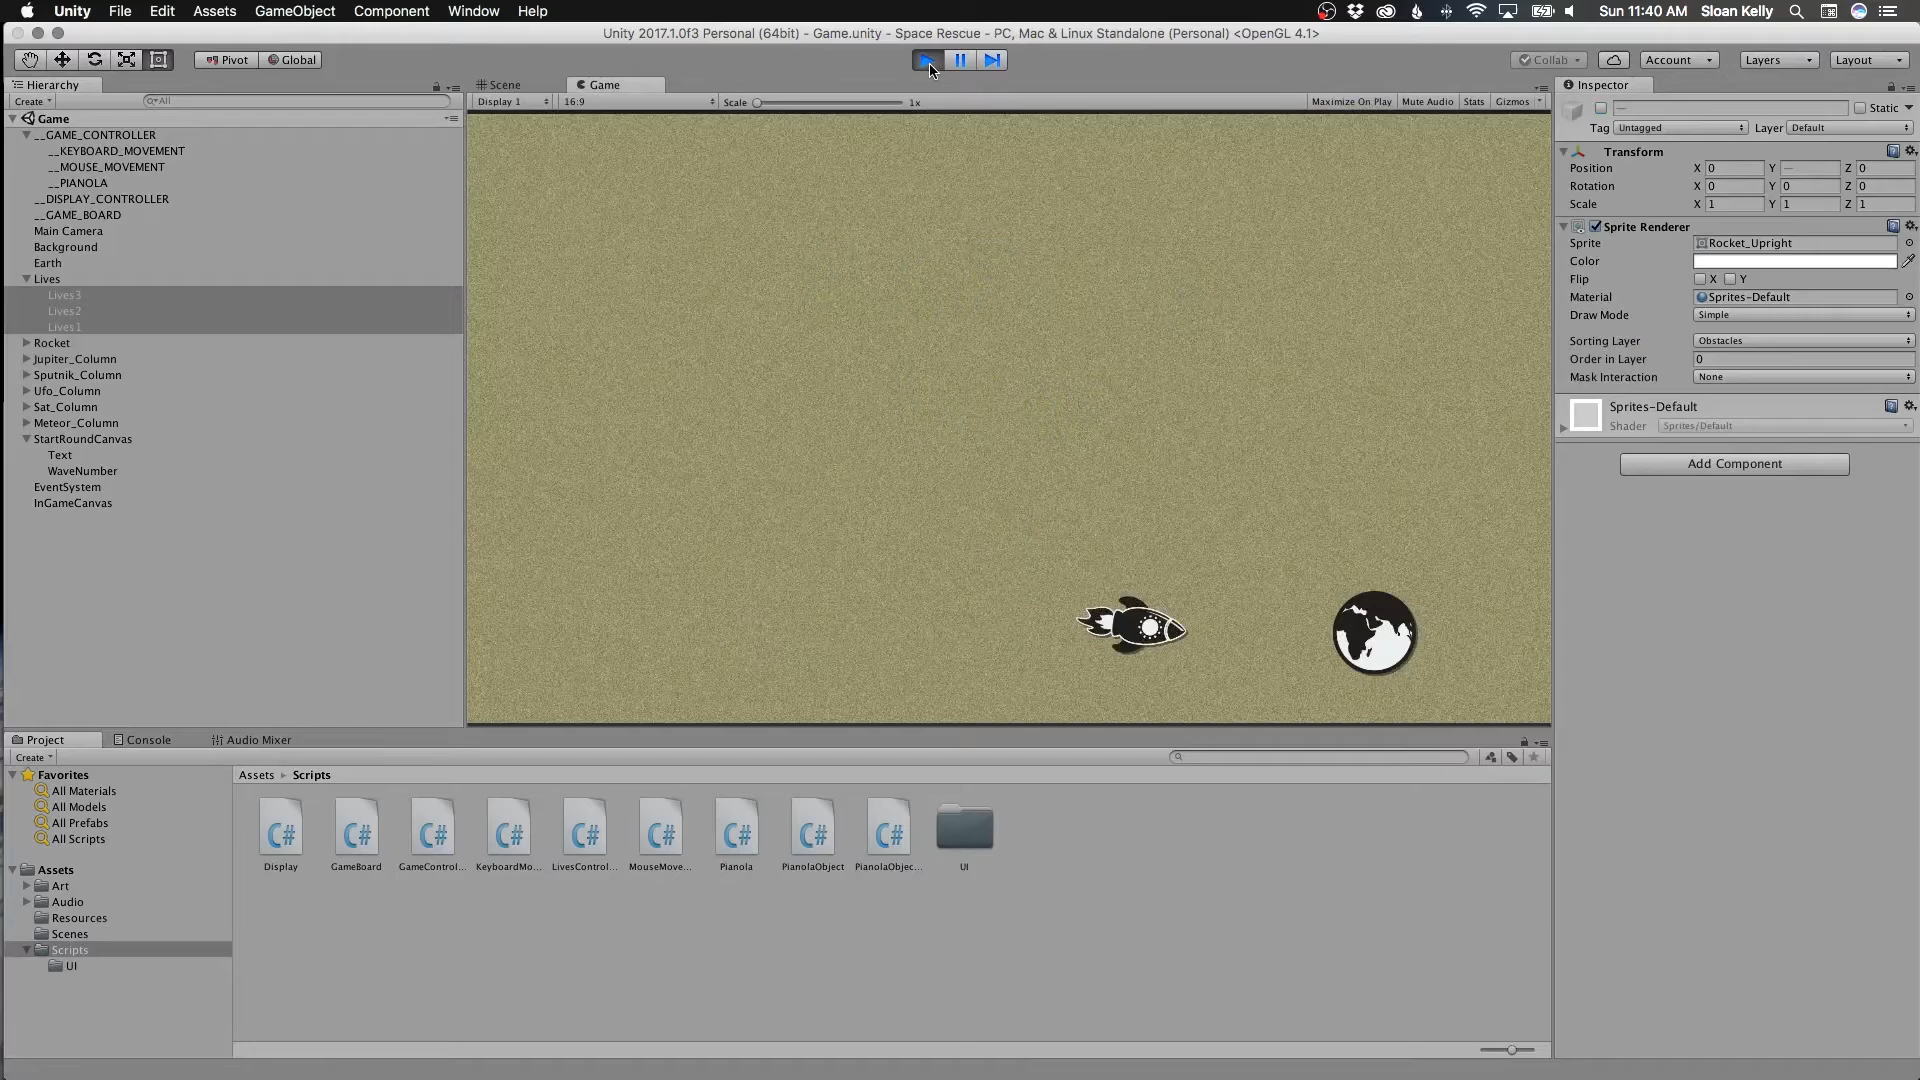 Unity File Edit Assets GameObject Component Window Help
Sun 11:40 AM Sloan Kelly
Unity 2017.1.0f3 Personal (64bit) - Game.unity - Space Rescue - PC, Mac & Linux Standalone (Personal) <OpenGL 4.1>
Pivot Global
Collab Account Layers Layout
Hierarchy
Create All
Game
__GAME_CONTROLLER
__KEYBOARD_MOVEMENT
__MOUSE_MOVEMENT
__PIANOLA
__DISPLAY_CONTROLLER
__GAME_BOARD
Main Camera
Background
Earth
Lives
Lives3
Lives2
Lives1
Rocket
Jupiter_Column
Sputnik_Column
Ufo_Column
Sat_Column
Meteor_Column
StartRoundCanvas
Text
WaveNumber
EventSystem
InGameCanvas
Scene Game
Display 1 16:9 Scale 1x Maximize On Play Mute Audio Stats Gizmos
Inspector
— Static
Tag Untagged Layer Default
Transform
Position X 0 Y — Z 0
Rotation X 0 Y 0 Z 0
Scale X 1 Y 1 Z 1
Sprite Renderer
Sprite Rocket_Upright
Color
Flip X Y
Material Sprites-Default
Draw Mode Simple
Sorting Layer Obstacles
Order in Layer 0
Mask Interaction None
Sprites-Default
Shader Sprites/Default
Add Component
Project Console Audio Mixer
Create
Favorites
All Materials
All Models
All Prefabs
All Scripts
Assets
Art
Audio
Resources
Scenes
Scripts
UI
Assets Scripts
C# C# C# C# C# C# C# C# C#
Display GameBoard GameControl... KeyboardMo... LivesControl... MouseMove... Pianola PianolaObject PianolaObjec... UI